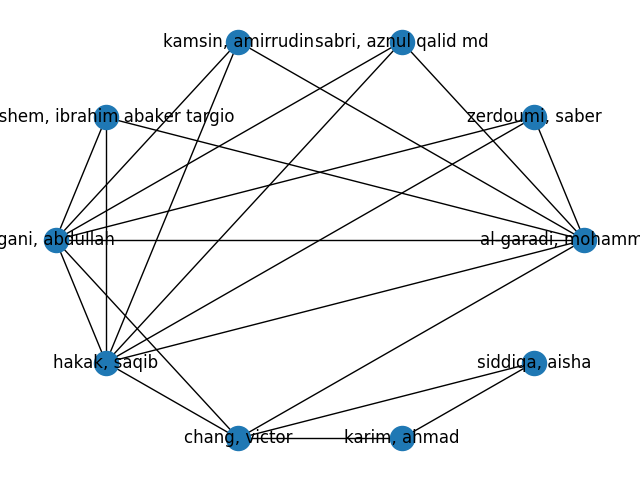 kamsin, amirrudin
sabri, aznul qalid md
shem, ibrahim abaker targio
zerdoumi, saber
gani, abdullah
al garadi, mohamm
hakak, saqib
siddiqa, aisha
chang, victor
karim, ahmad